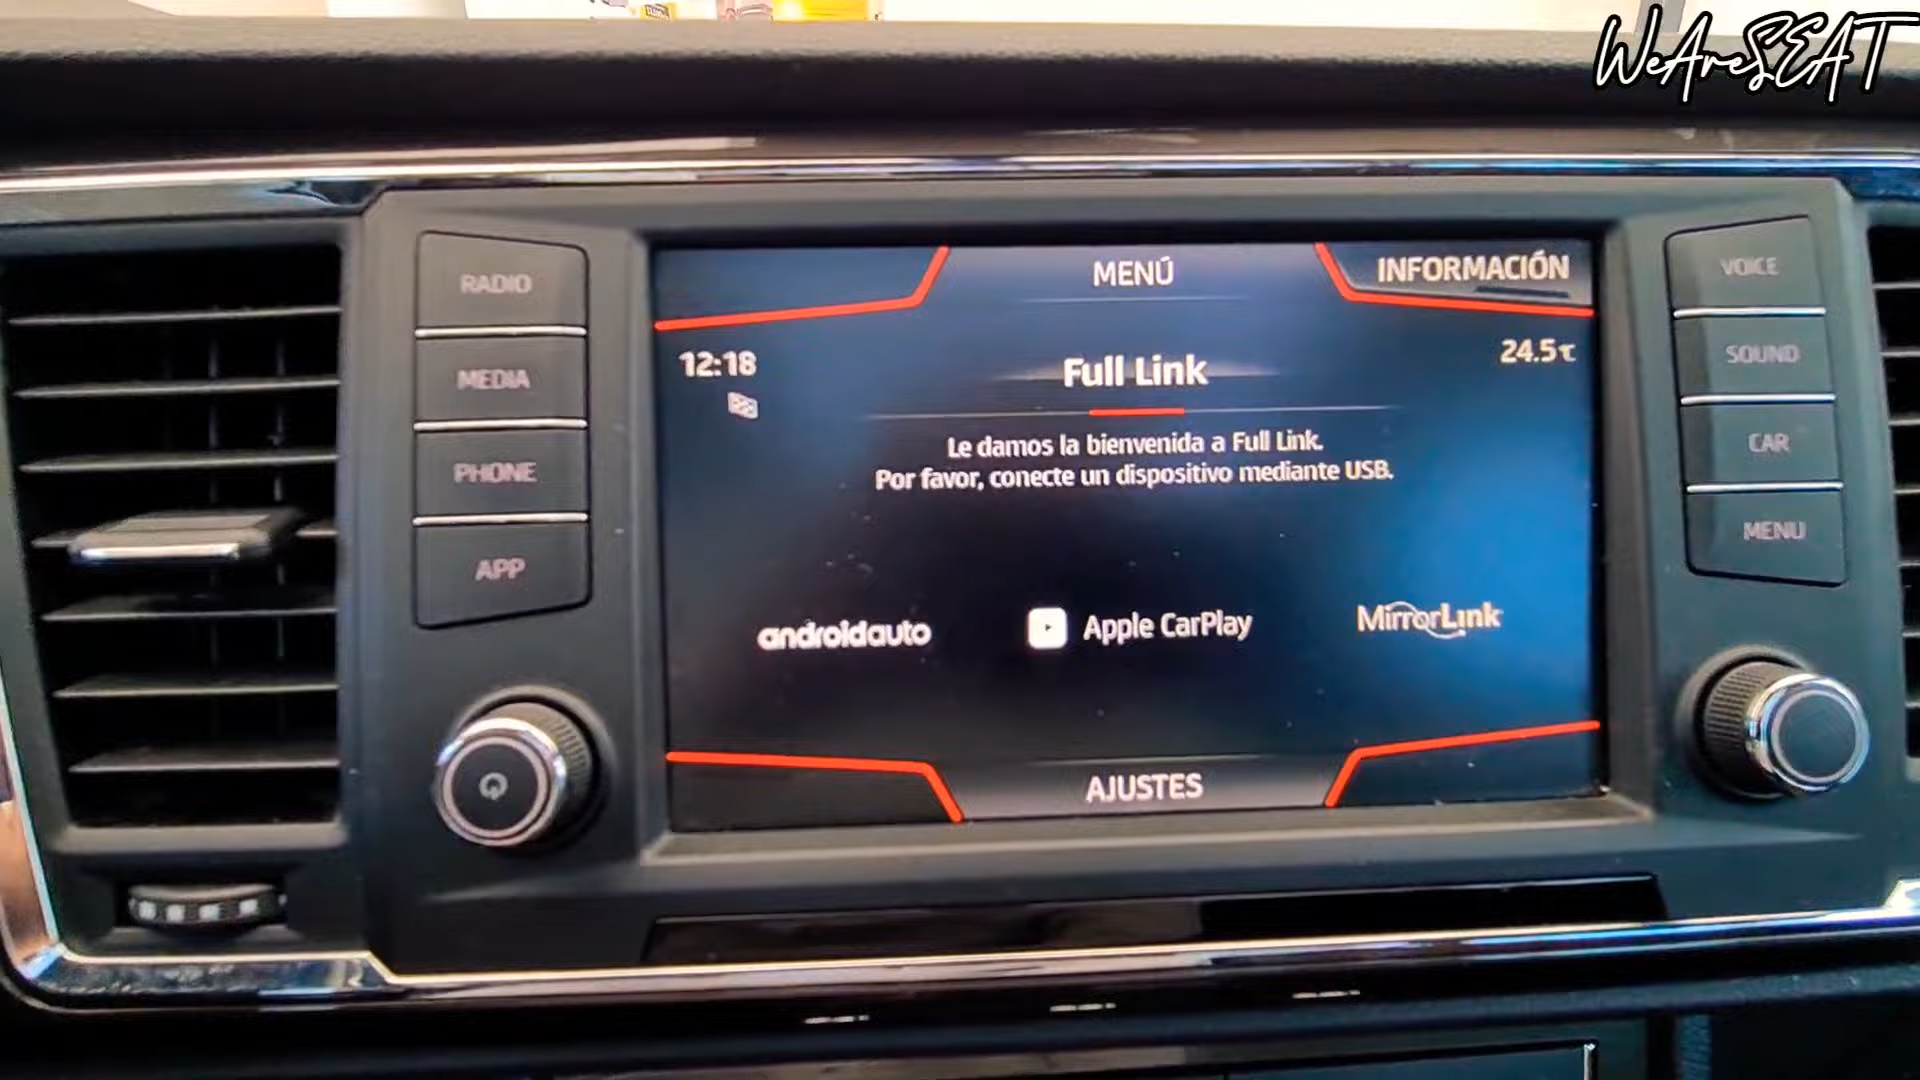 WeAreSEAT
RADIO
MEDIA
PHONE
APP
MENÚ
INFORMACIÓN
12:18
24.5℃
Full Link
Le damos la bienvenida a Full Link.
Por favor, conecte un dispositivo mediante USB.
androidauto
Apple CarPlay
MirrorLink
AJUSTES
VOICE
SOUND
CAR
MENU